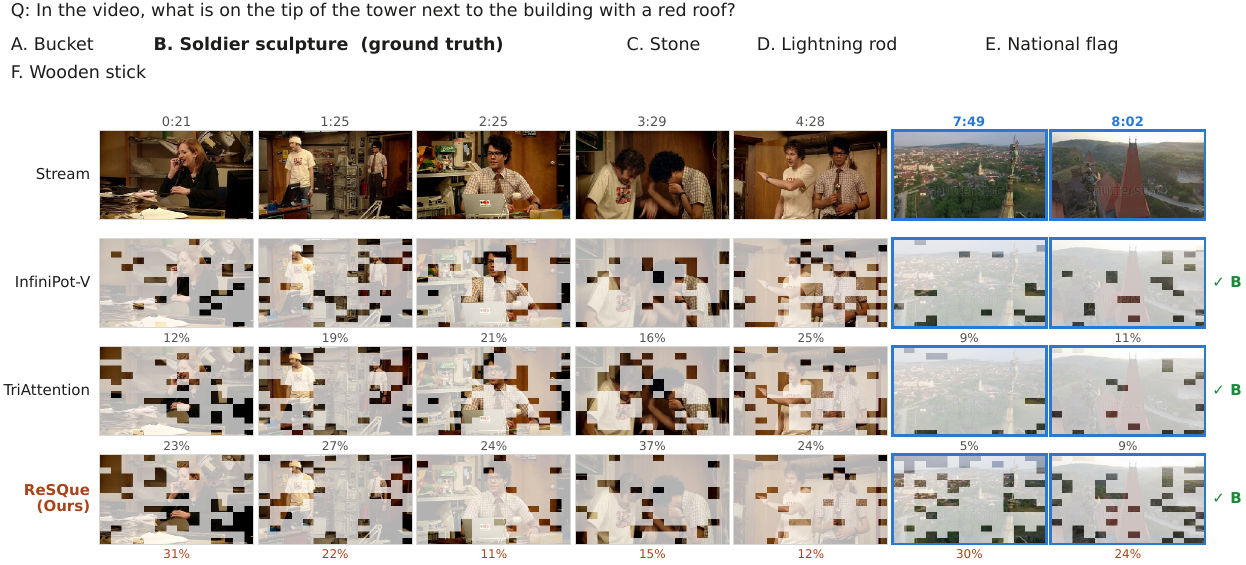 Q: In the video, what is on the tip of the tower next to the building with a red roof?
A. Bucket B. Soldier sculpture (ground truth) C. Stone D. Lightning rod E. National flag
F. Wooden stick
0:21 1:25 2:25 3:29 4:28 7:49 8:02
Stream
InfiniPot-V ✓ B
12% 19% 21% 16% 25% 9% 11%
TriAttention ✓ B
23% 27% 24% 37% 24% 5% 9%
ReSQue
(Ours) ✓ B
31% 22% 11% 15% 12% 30% 24%